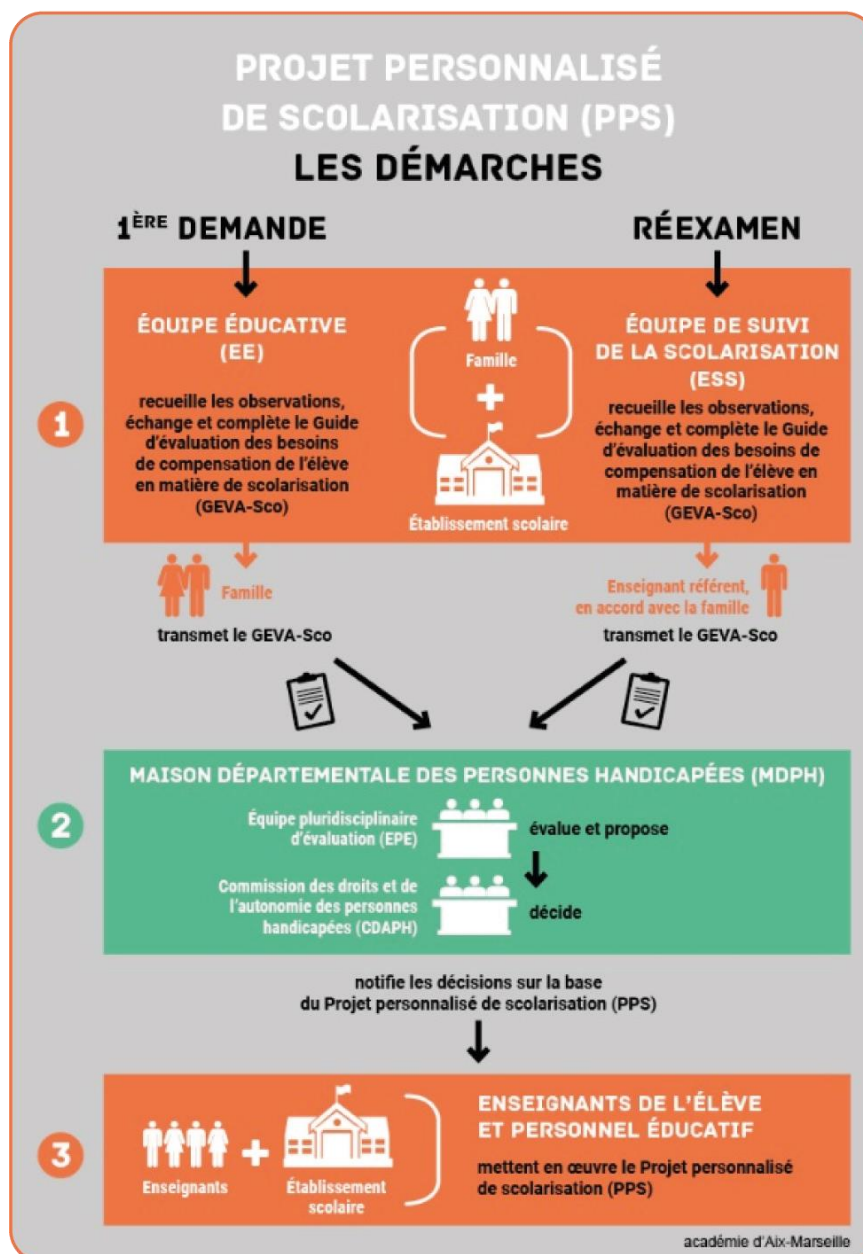 PROJET PERSONNALISÉ
DE SCOLARISATION (PPS)
LES DÉMARCHES
1ÈRE DEMANDE
RÉEXAMEN
1
ÉQUIPE ÉDUCATIVE
(EE)
recueille les observations,
échange et complète le Guide
d'évaluation des besoins
de compensation de l'élève
en matière de scolarisation
(GEVA-Sco)
Famille
+
Établissement scolaire
ÉQUIPE DE SUIVI
DE LA SCOLARISATION
(ESS)
recueille les observations,
échange et complète le Guide
d'évaluation des besoins de
compensation de l'élève en
matière de scolarisation
(GEVA-Sco)
Famille
transmet le GEVA-Sco
Enseignant référent,
en accord avec la famille
transmet le GEVA-Sco
2
MAISON DÉPARTEMENTALE DES PERSONNES HANDICAPÉES (MDPH)
Équipe pluridisciplinaire
d'évaluation (EPE)
évalue et propose
Commission des droits et de
l'autonomie des personnes
handicapées (CDAPH)
décide
notifie les décisions sur la base
du Projet personnalisé de scolarisation (PPS)
3
Enseignants
+
Établissement
scolaire
ENSEIGNANTS DE L'ÉLÈVE
ET PERSONNEL ÉDUCATIF
mettent en œuvre le Projet personnalisé
de scolarisation (PPS)
académie d'Aix-Marseille